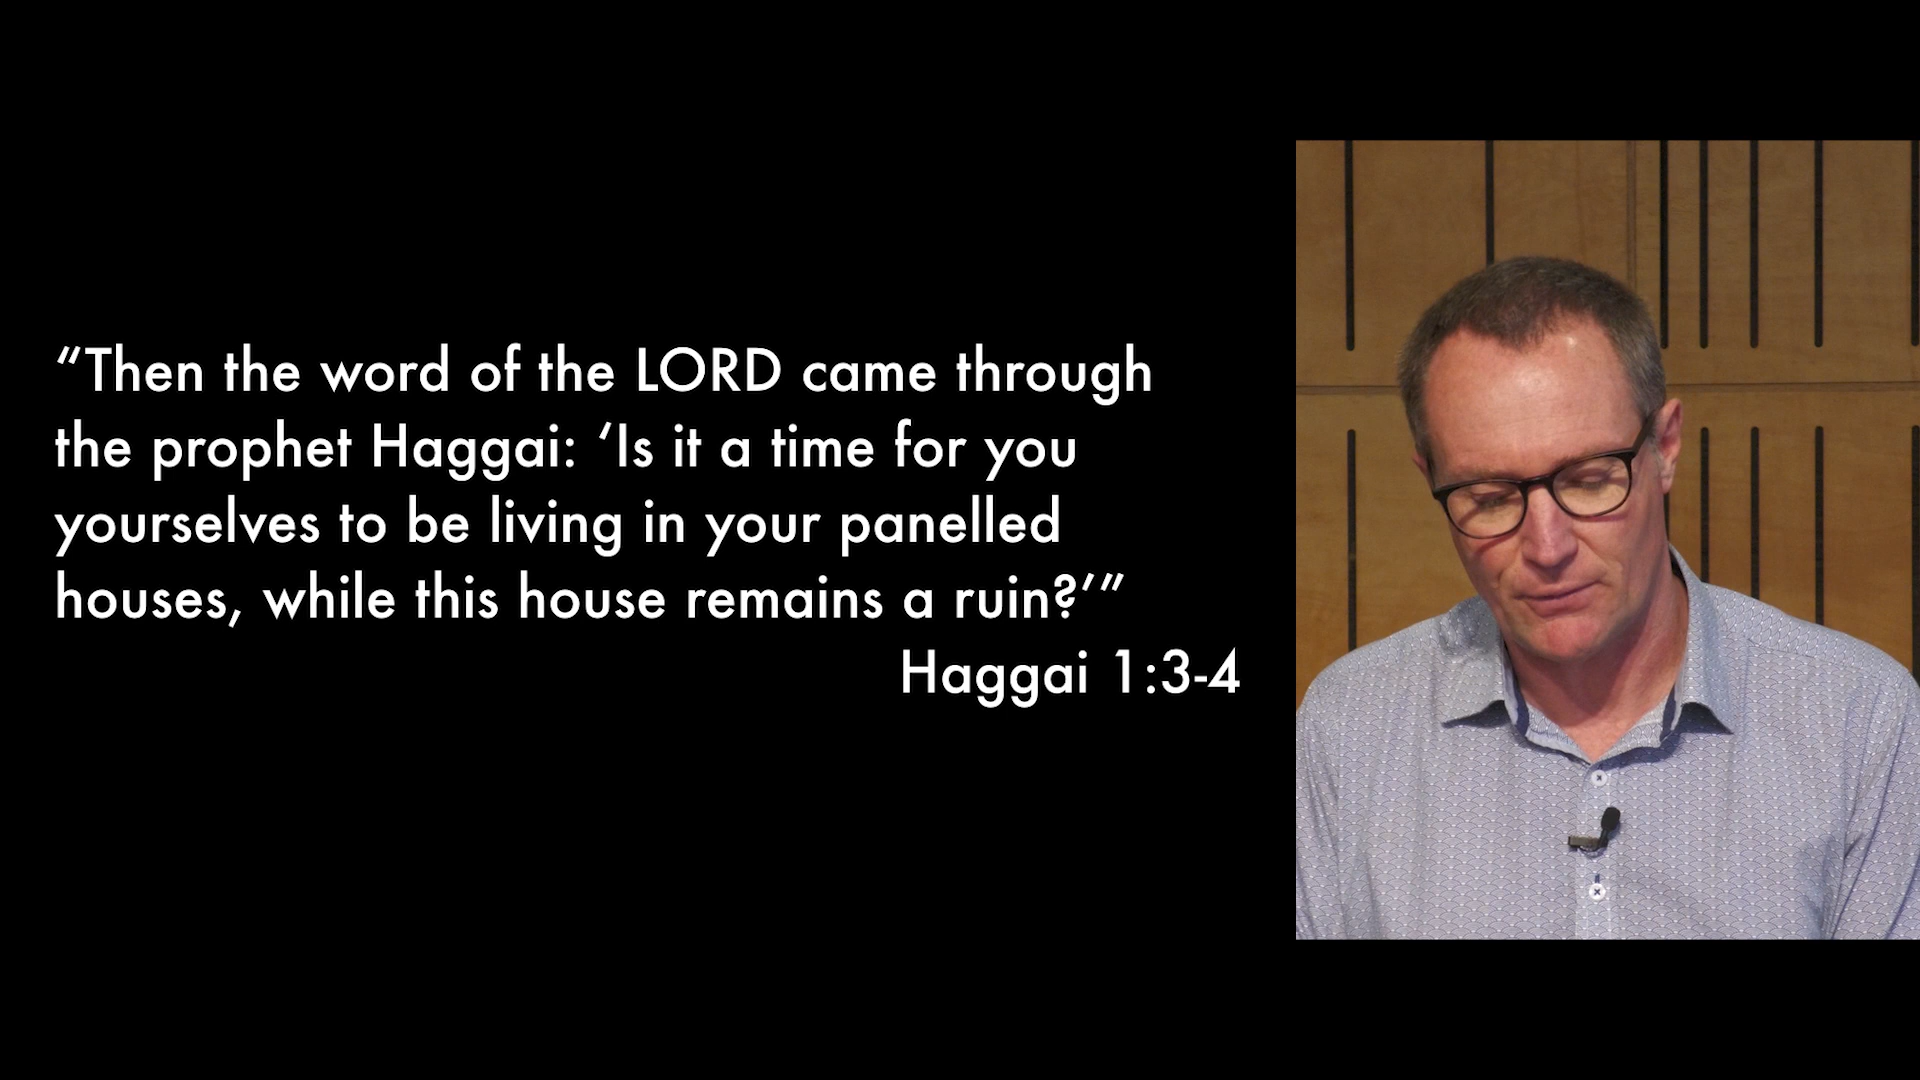 “Then the word of the LORD came through
the prophet Haggai: ‘Is it a time for you
yourselves to be living in your panelled
houses, while this house remains a ruin?’”
Haggai 1:3-4